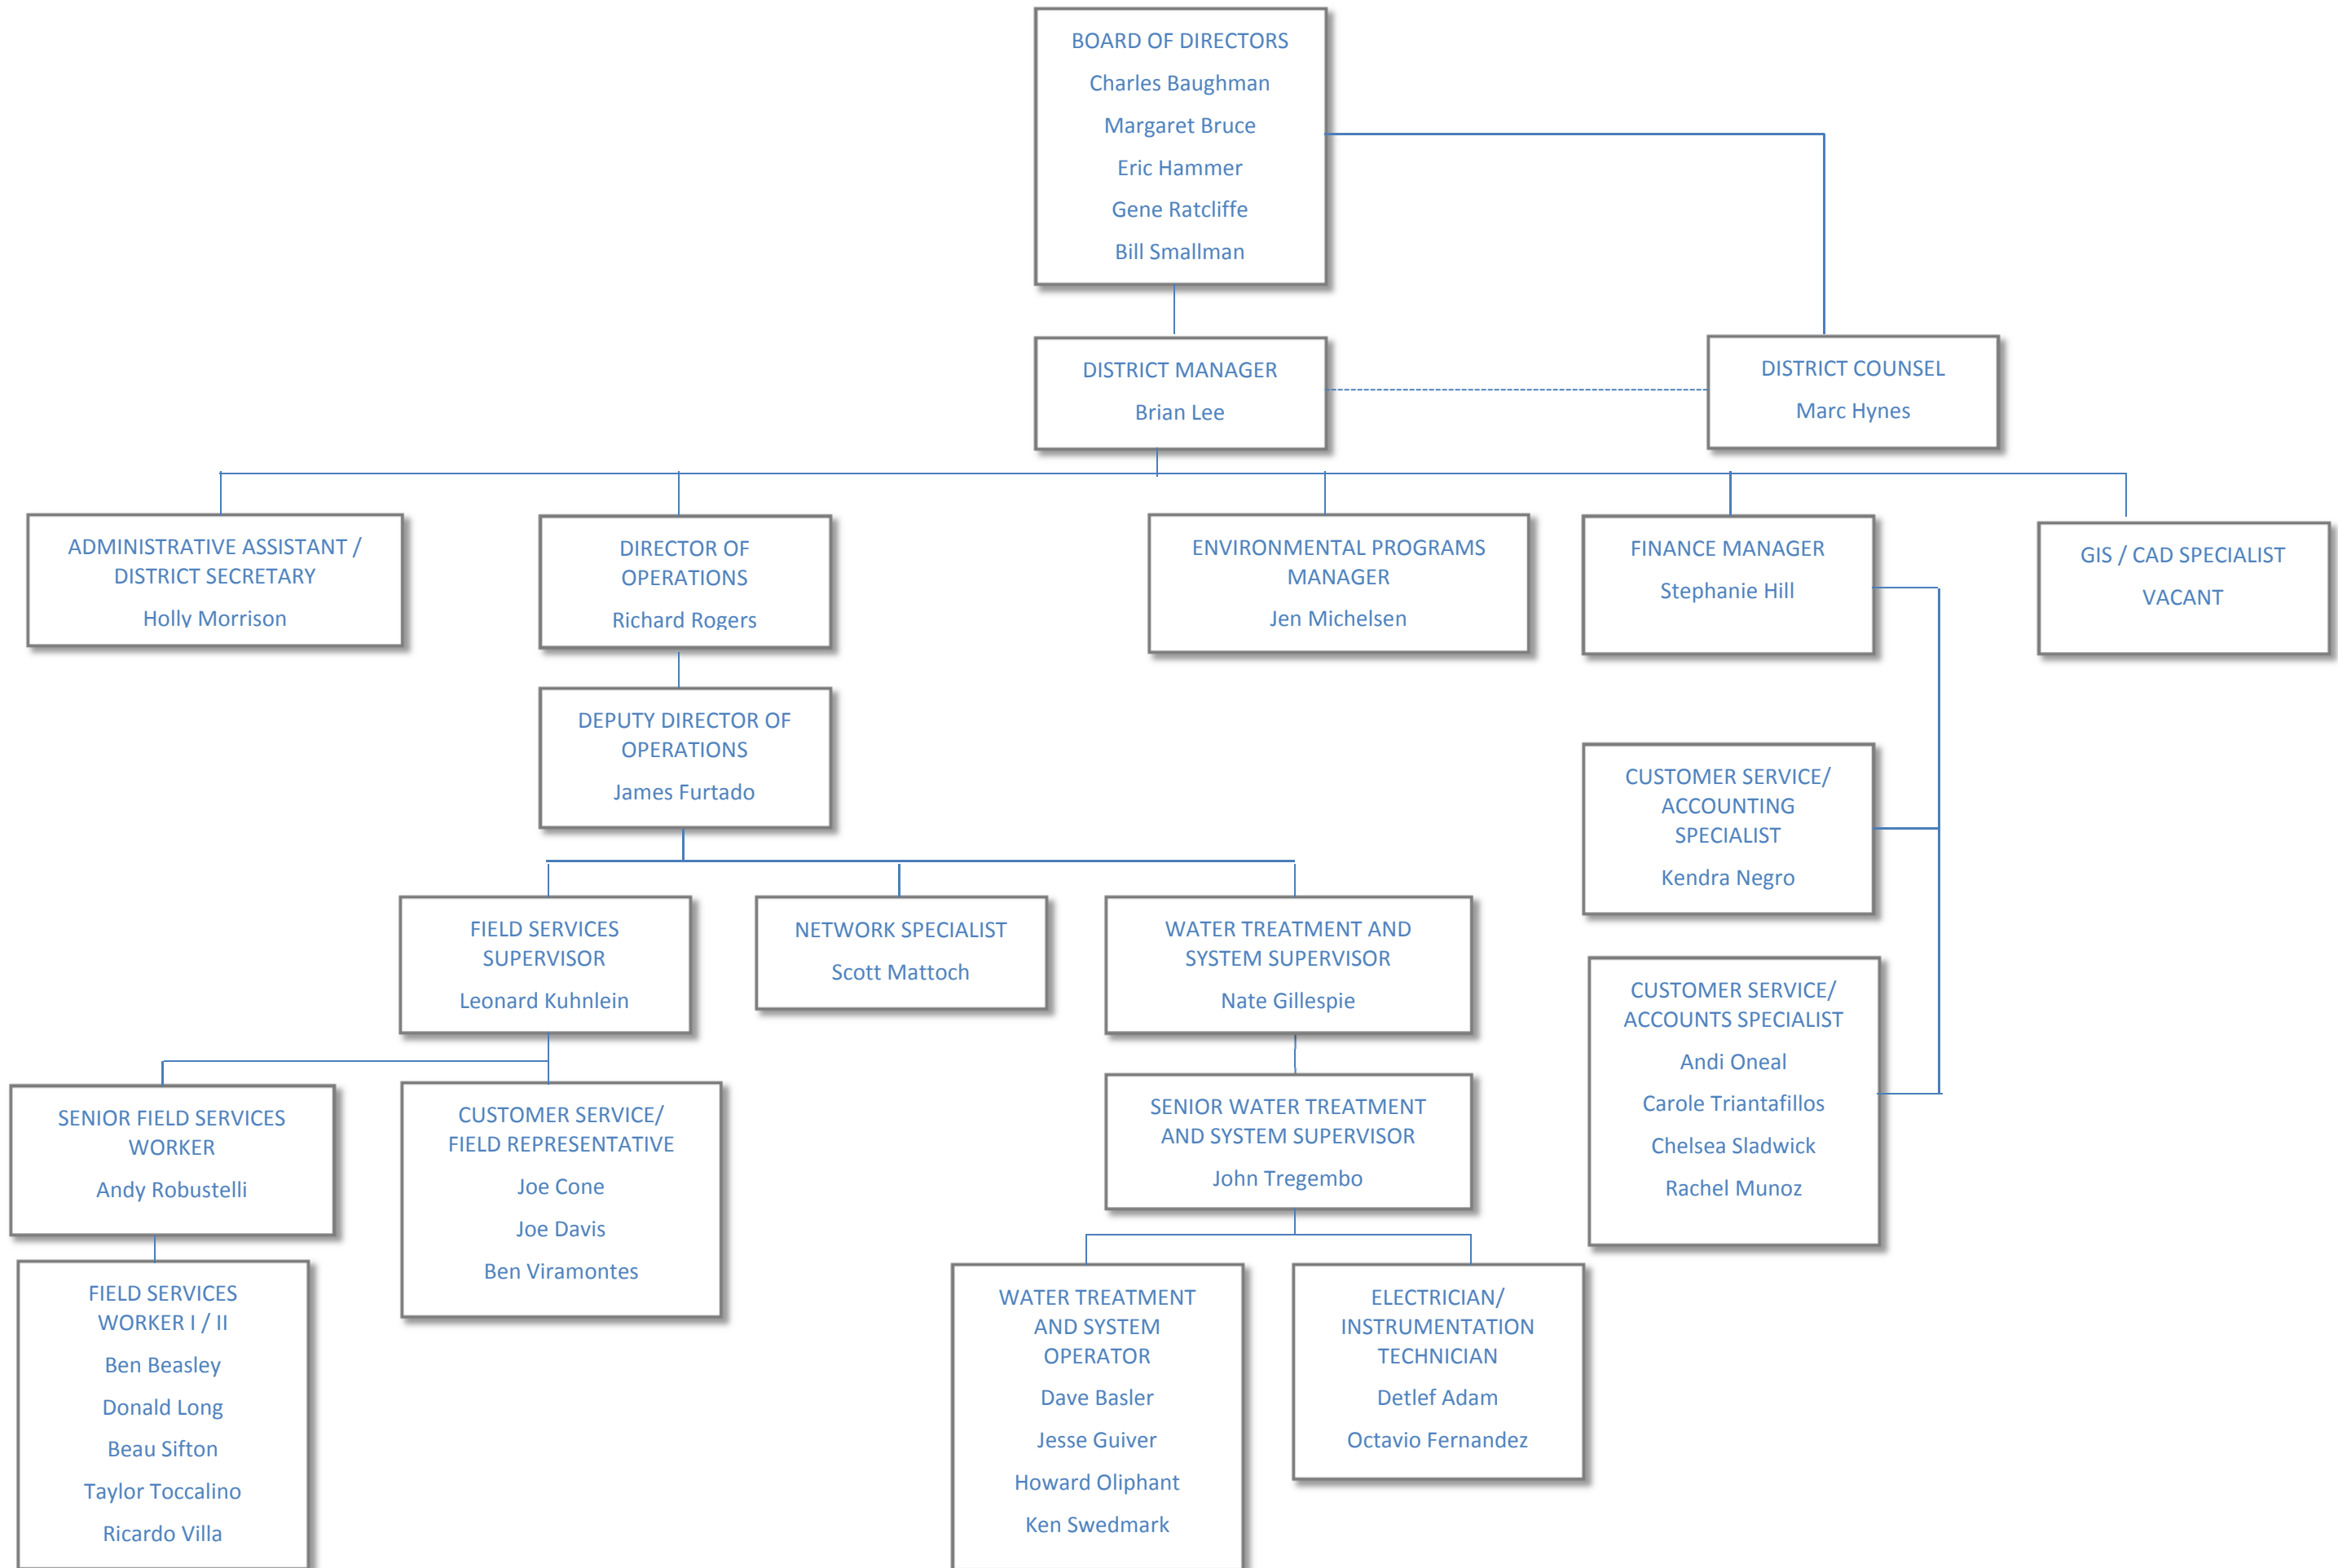 BOARD OF DIRECTORS
Charles Baughman
Margaret Bruce
Eric Hammer
Gene Ratcliffe
Bill Smallman
DISTRICT MANAGER
Brian Lee
DISTRICT COUNSEL
Marc Hynes
ADMINISTRATIVE ASSISTANT /
DISTRICT SECRETARY
Holly Morrison
DIRECTOR OF
OPERATIONS
Richard Rogers
ENVIRONMENTAL PROGRAMS
MANAGER
Jen Michelsen
FINANCE MANAGER
Stephanie Hill
GIS / CAD SPECIALIST
VACANT
DEPUTY DIRECTOR OF
OPERATIONS
James Furtado
CUSTOMER SERVICE/
ACCOUNTING
SPECIALIST
Kendra Negro
FIELD SERVICES
SUPERVISOR
Leonard Kuhnlein
NETWORK SPECIALIST
Scott Mattoch
WATER TREATMENT AND
SYSTEM SUPERVISOR
Nate Gillespie
CUSTOMER SERVICE/
ACCOUNTS SPECIALIST
Andi Oneal
Carole Triantafillos
Chelsea Sladwick
Rachel Munoz
SENIOR FIELD SERVICES
WORKER
Andy Robustelli
CUSTOMER SERVICE/
FIELD REPRESENTATIVE
Joe Cone
Joe Davis
Ben Viramontes
SENIOR WATER TREATMENT
AND SYSTEM SUPERVISOR
John Tregembo
FIELD SERVICES
WORKER I / II
Ben Beasley
Donald Long
Beau Sifton
Taylor Toccalino
Ricardo Villa
WATER TREATMENT
AND SYSTEM
OPERATOR
Dave Basler
Jesse Guiver
Howard Oliphant
Ken Swedmark
ELECTRICIAN/
INSTRUMENTATION
TECHNICIAN
Detlef Adam
Octavio Fernandez